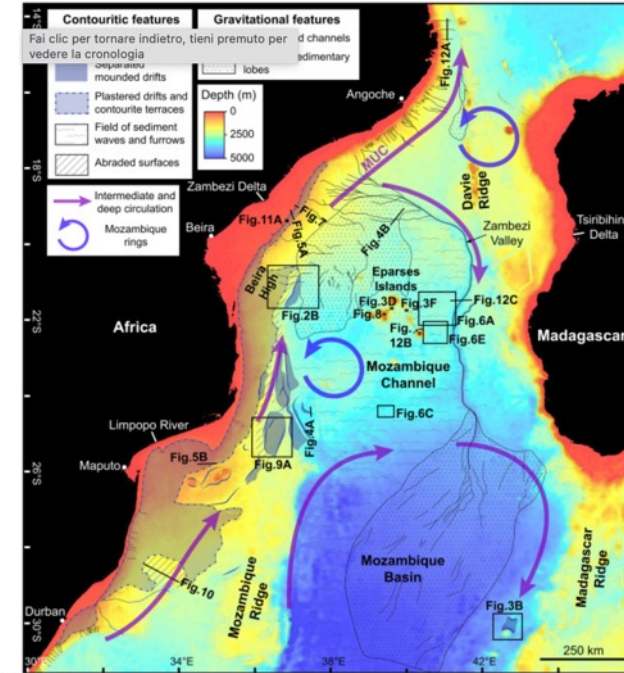 14°S
Contouritic features
Gravitational features
Fai clic per tornare indietro, tieni premuto per
vedere la cronologia
d channels
edimentary
lobes
Separated
mounded drifts
Plastered drifts and
contourite terraces
Field of sediment
waves and furrows
Abraded surfaces
Depth (m)
0
2500
5000
Intermediate and
deep circulation
Mozambique
rings
Fig.12A
Angoche
MUC
18°S
Davie
Ridge
Zambezi Delta
Fig.11A
Fig.7
Fig.5A
Beira
Fig.4B
Zambezi
Valley
Tsiribihina
Delta
Beira
High
Eparses
Islands
Fig.2B
Fig.3D
Fig.3F
Fig.8
Fig.12C
Fig.6A
Fig.
12B
Fig.6E
22°S
Africa
Madagascar
Mozambique
Channel
Fig.4A
Fig.6C
Limpopo River
Maputo
Fig.5B
Fig.9A
26°S
Mozambique
Ridge
Mozambique
Basin
Madagascar
Ridge
Fig.10
Durban
Fig.3B
30°S
250 km
30°
34°E
38°E
42°E